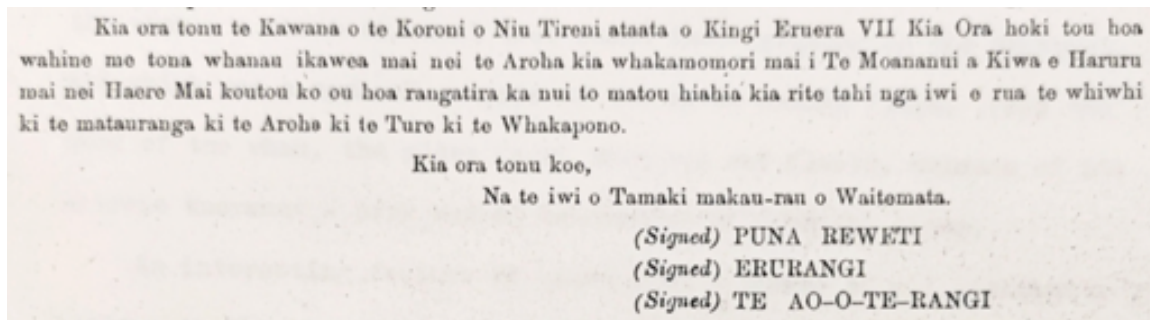 Kia ora tonu te Kawana o te Koroni o Niu Tireni ataata o Kingi Eruera VII Kia Ora hoki tou hoa
wahine me tona whanau ikawea mai nei te Aroha kia whakamomori mai i Te Moananui a Kiwa e Haruru
mai nei Haere Mai koutou ko ou hoa rangatira ka nui to matou hiahia kia rite tahi nga iwi e rua te whiwhi
ki te matauranga ki te Aroha ki te Ture ki te Whakapono.
Kia ora tonu koe,
Na te iwi o Tamaki makau-rau o Waitemata.
(Signed) PUNA REWETI
(Signed) ERURANGI
(Signed) TE AO-O-TE-RANGI